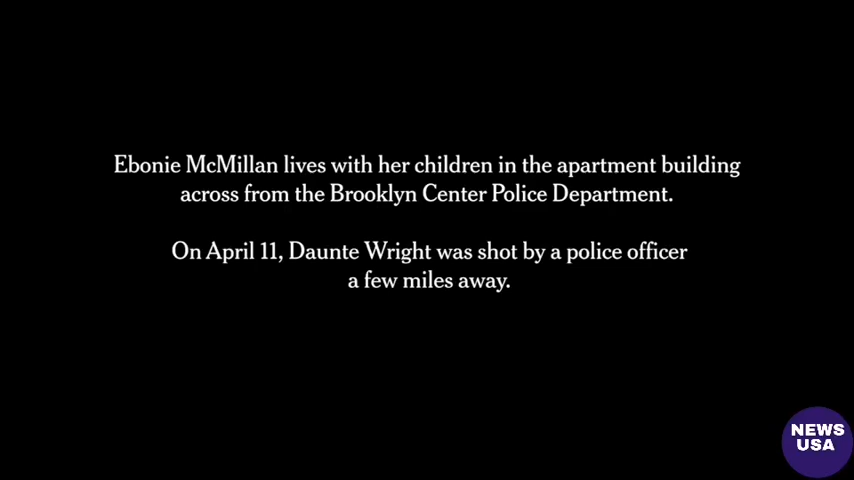 Ebonie McMillan lives with her children in the apartment building
across from the Brooklyn Center Police Department.
On April 11, Daunte Wright was shot by a police officer
a few miles away.
NEWS
USA